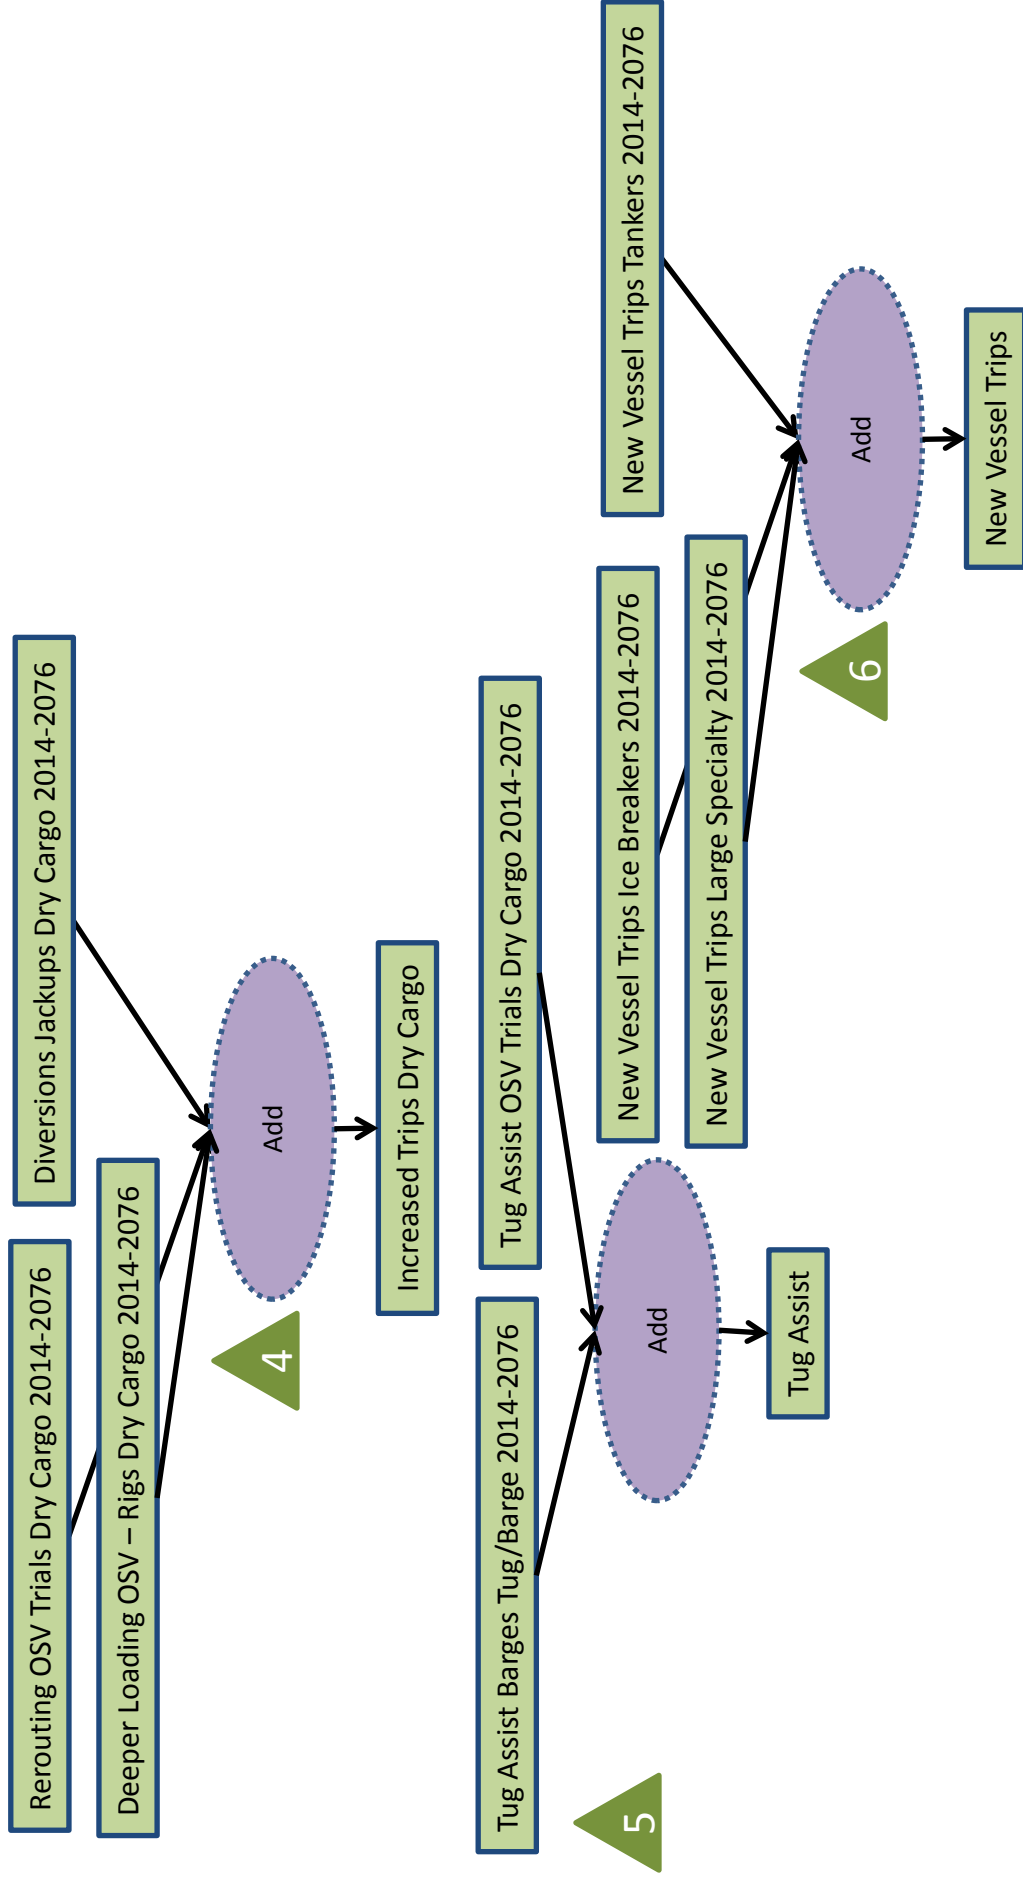 Rerouting OSV Trials Dry Cargo 2014-2076
Diversions Jackups Dry Cargo 2014-2076
Deeper Loading OSV – Rigs Dry Cargo 2014-2076
4
Add
Increased Trips Dry Cargo
Tug Assist Barges Tug/Barge 2014-2076
Tug Assist OSV Trials Dry Cargo 2014-2076
5
Add
Tug Assist
New Vessel Trips Ice Breakers 2014-2076
New Vessel Trips Tankers 2014-2076
New Vessel Trips Large Specialty 2014-2076
6
Add
New Vessel Trips